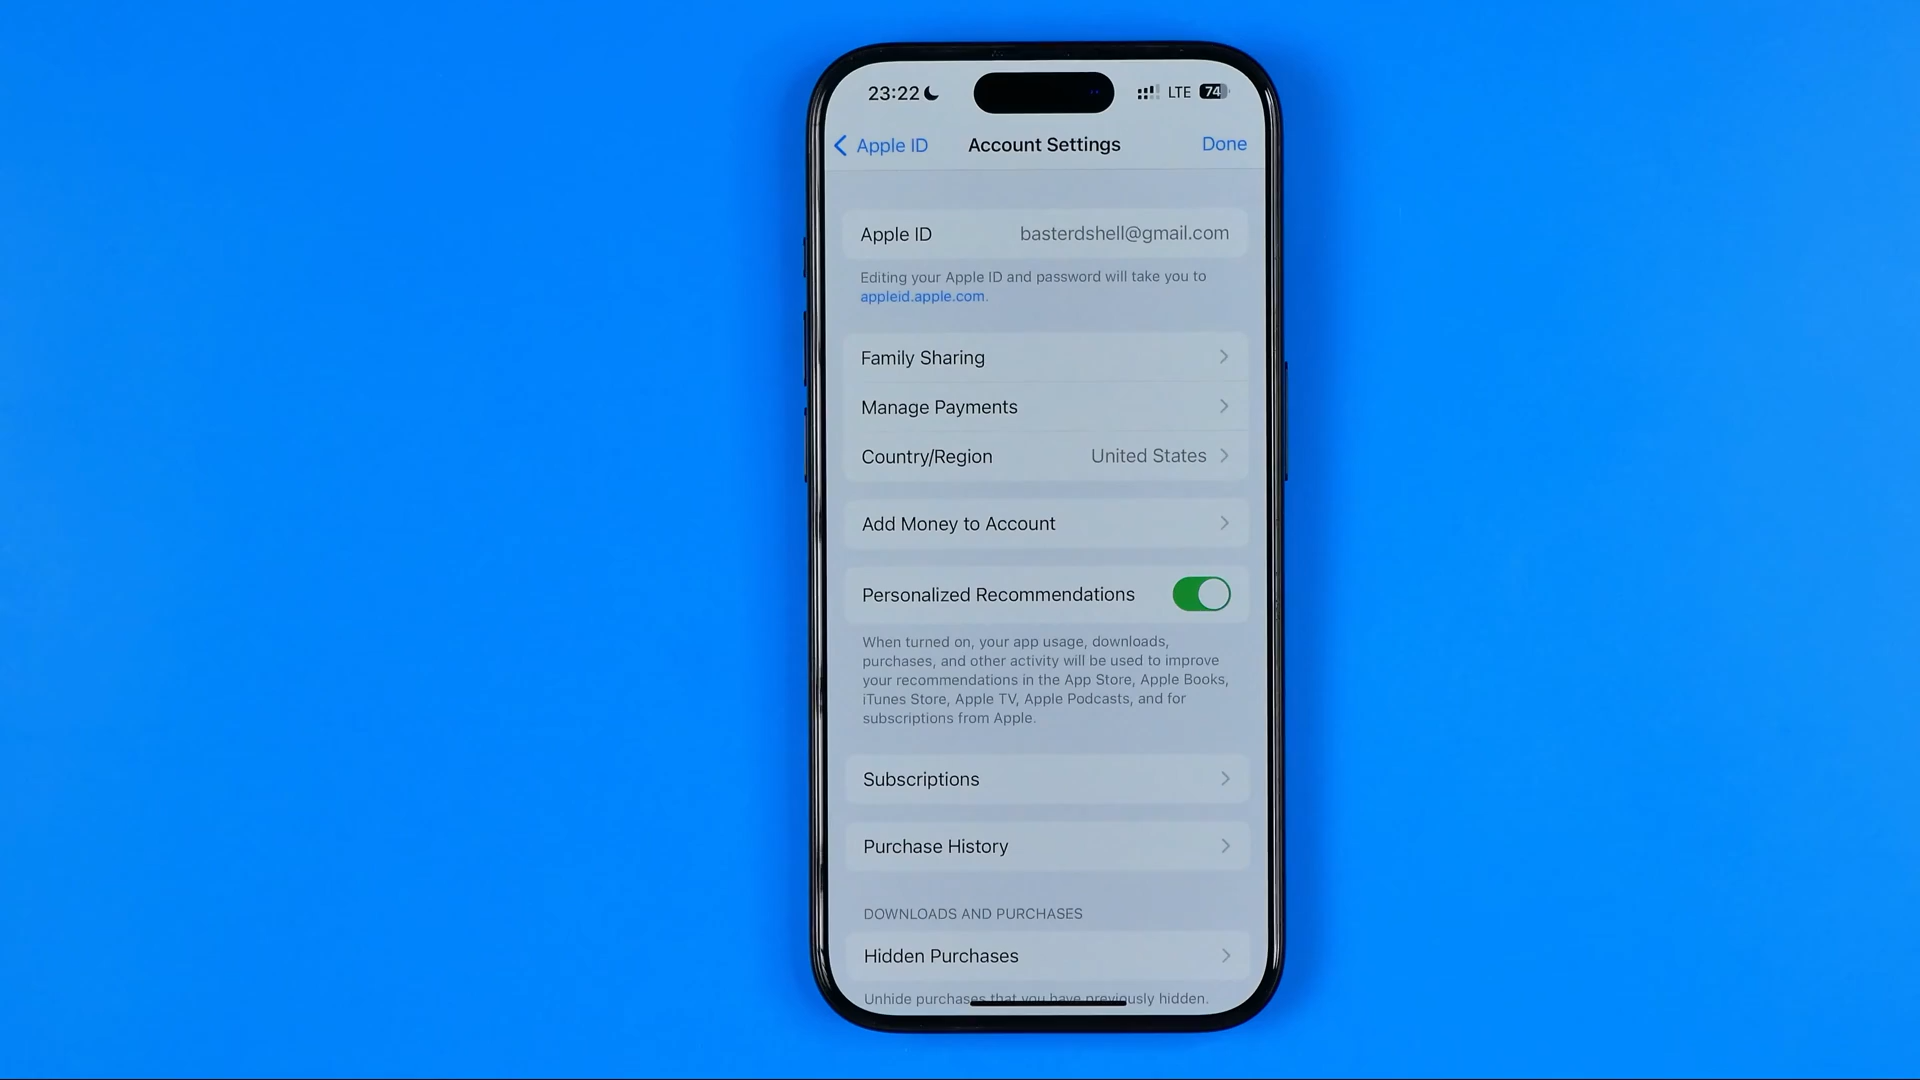 23:22 LTE 74
Apple ID Account Settings Done
Apple ID basterdshell@gmail.com
Editing your Apple ID and password will take you to
appleid.apple.com.
Family Sharing
Manage Payments
Country/Region United States
Add Money to Account
Personalized Recommendations
When turned on, your app usage, downloads,
purchases, and other activity will be used to improve
your recommendations in the App Store, Apple Books,
iTunes Store, Apple TV, Apple Podcasts, and for
subscriptions from Apple.
Subscriptions
Purchase History
DOWNLOADS AND PURCHASES
Hidden Purchases
Unhide purchases that you have previously hidden.